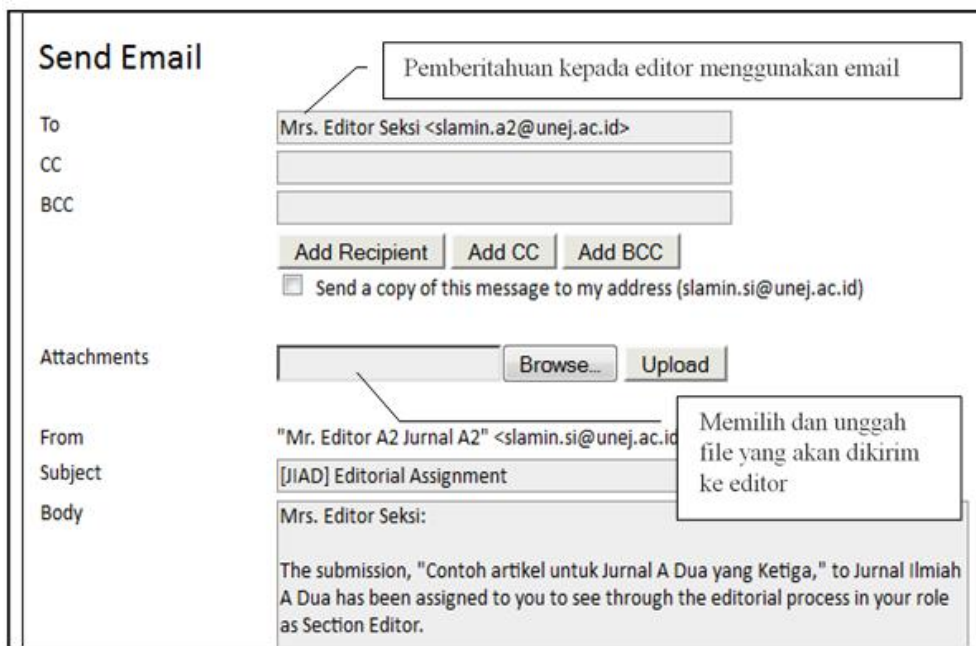 Send Email
Pemberitahuan kepada editor menggunakan email
To
Mrs. Editor Seksi <slamin.a2@unej.ac.id>
CC
BCC
Add Recipient Add CC Add BCC
Send a copy of this message to my address (slamin.si@unej.ac.id)
Attachments
Browse... Upload
Memilih dan unggah
file yang akan dikirim
ke editor
From
"Mr. Editor A2 Jurnal A2" <slamin.si@unej.ac.id
Subject
[JIAD] Editorial Assignment
Body
Mrs. Editor Seksi:
The submission, "Contoh artikel untuk Jurnal A Dua yang Ketiga," to Jurnal Ilmiah
A Dua has been assigned to you to see through the editorial process in your role
as Section Editor.